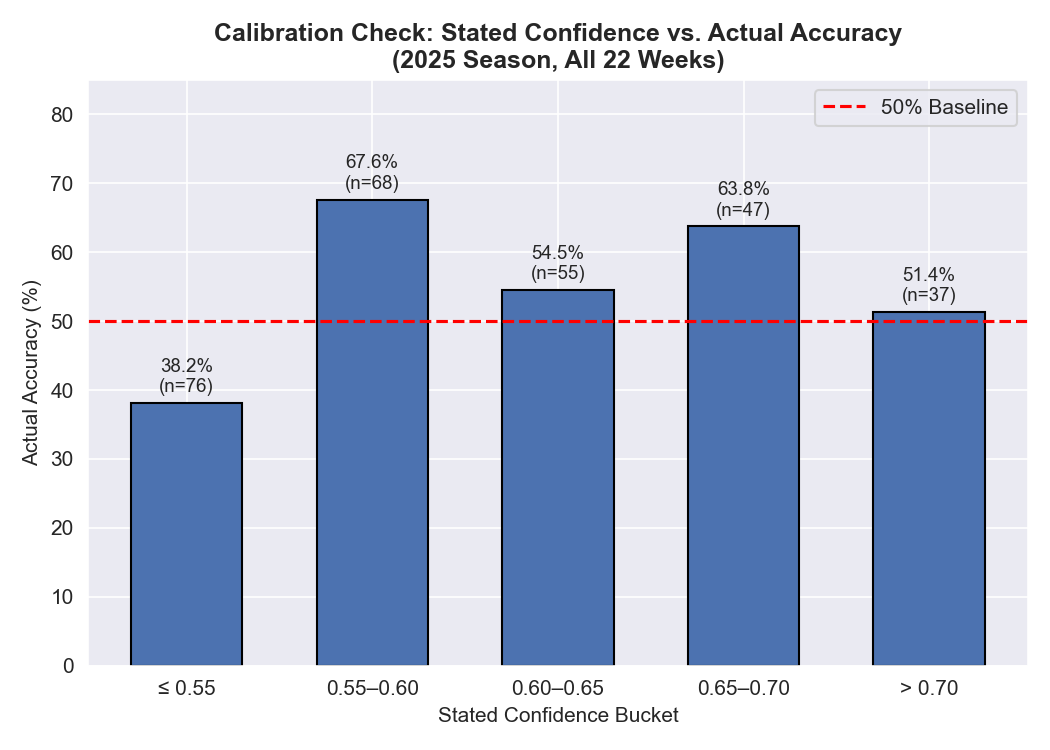 Calibration Check: Stated Confidence vs. Actual Accuracy
(2025 Season, All 22 Weeks)
50% Baseline
Actual Accuracy (%)
80
70
60
50
40
30
20
10
0
38.2%
(n=76)
67.6%
(n=68)
54.5%
(n=55)
63.8%
(n=47)
51.4%
(n=37)
≤ 0.55
0.55–0.60
0.60–0.65
0.65–0.70
> 0.70
Stated Confidence Bucket